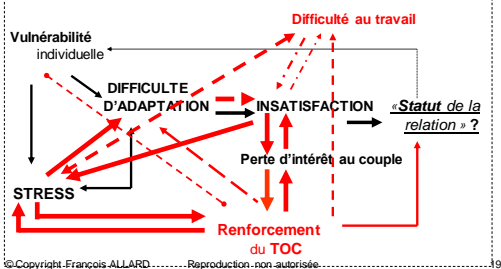 Difficulté au travail
Vulnérabilité
individuelle
DIFFICULTE
D'ADAPTATION
INSATISFACTION
«Statut de la
relation » ?
Perte d'intérêt au couple
STRESS
Renforcement
du TOC
©Copyright François ALLARD Reproduction non autorisée 19